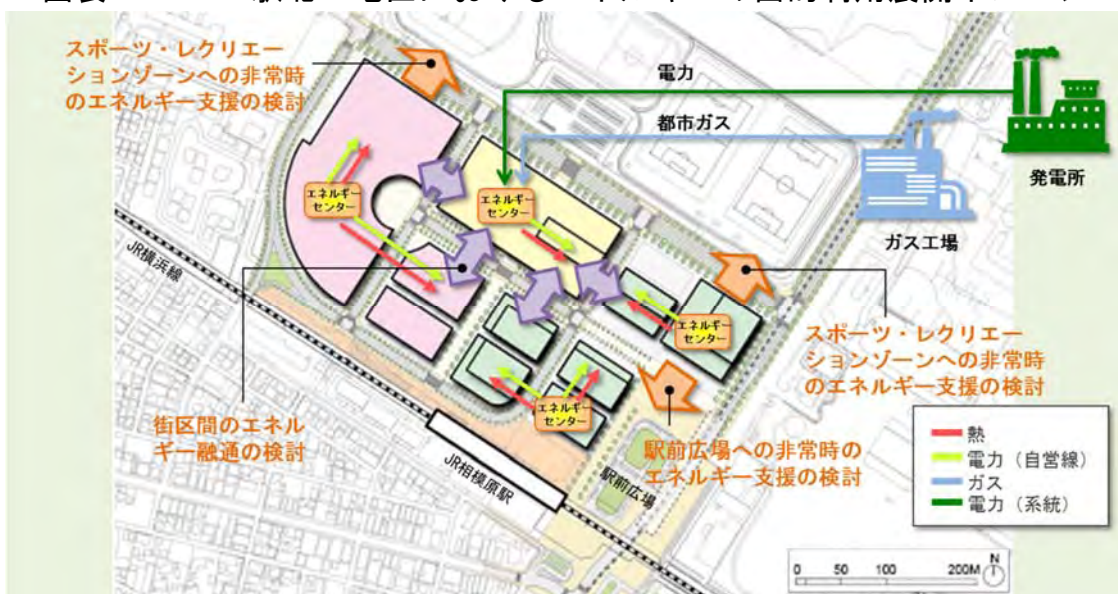 スポーツ・レクリエー
ションゾーンへの非常時
のエネルギー支援の検討
電力
都市ガス
発電所
ガス工場
エネルギー
センター
エネルギー
センター
JR横浜線
エネルギー
センター
エネルギー
センター
スポーツ・レクリエー
ションゾーンへの非常時
のエネルギー支援の検討
街区間のエネル
ギー融通の検討
駅前広場への非常時の
エネルギー支援の検討
JR相模原駅
駅前広場
熱
電力(自営線)
ガス
電力(系統)
0 50 100 200M
N